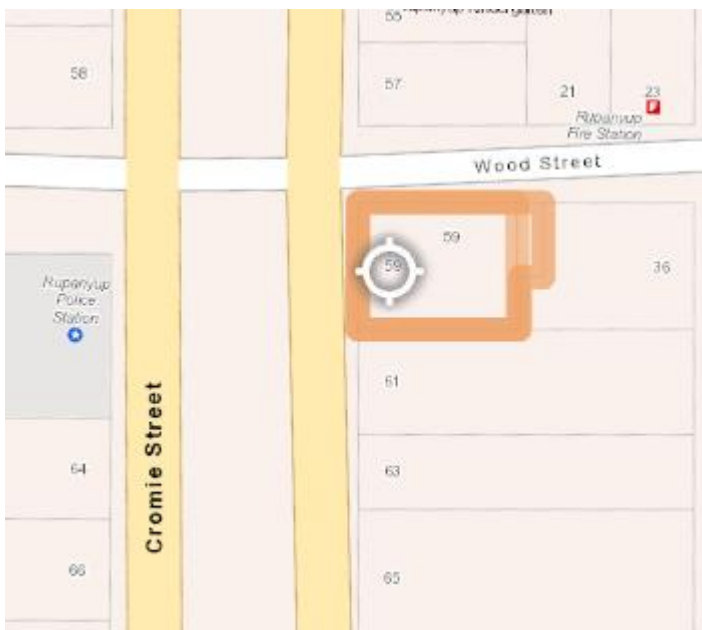 55
58
57
21
23
Rupanyup
Fire Station
Wood Street
59
59
36
Rupanyup
Police
Station
61
Cromie Street
64
63
66
65